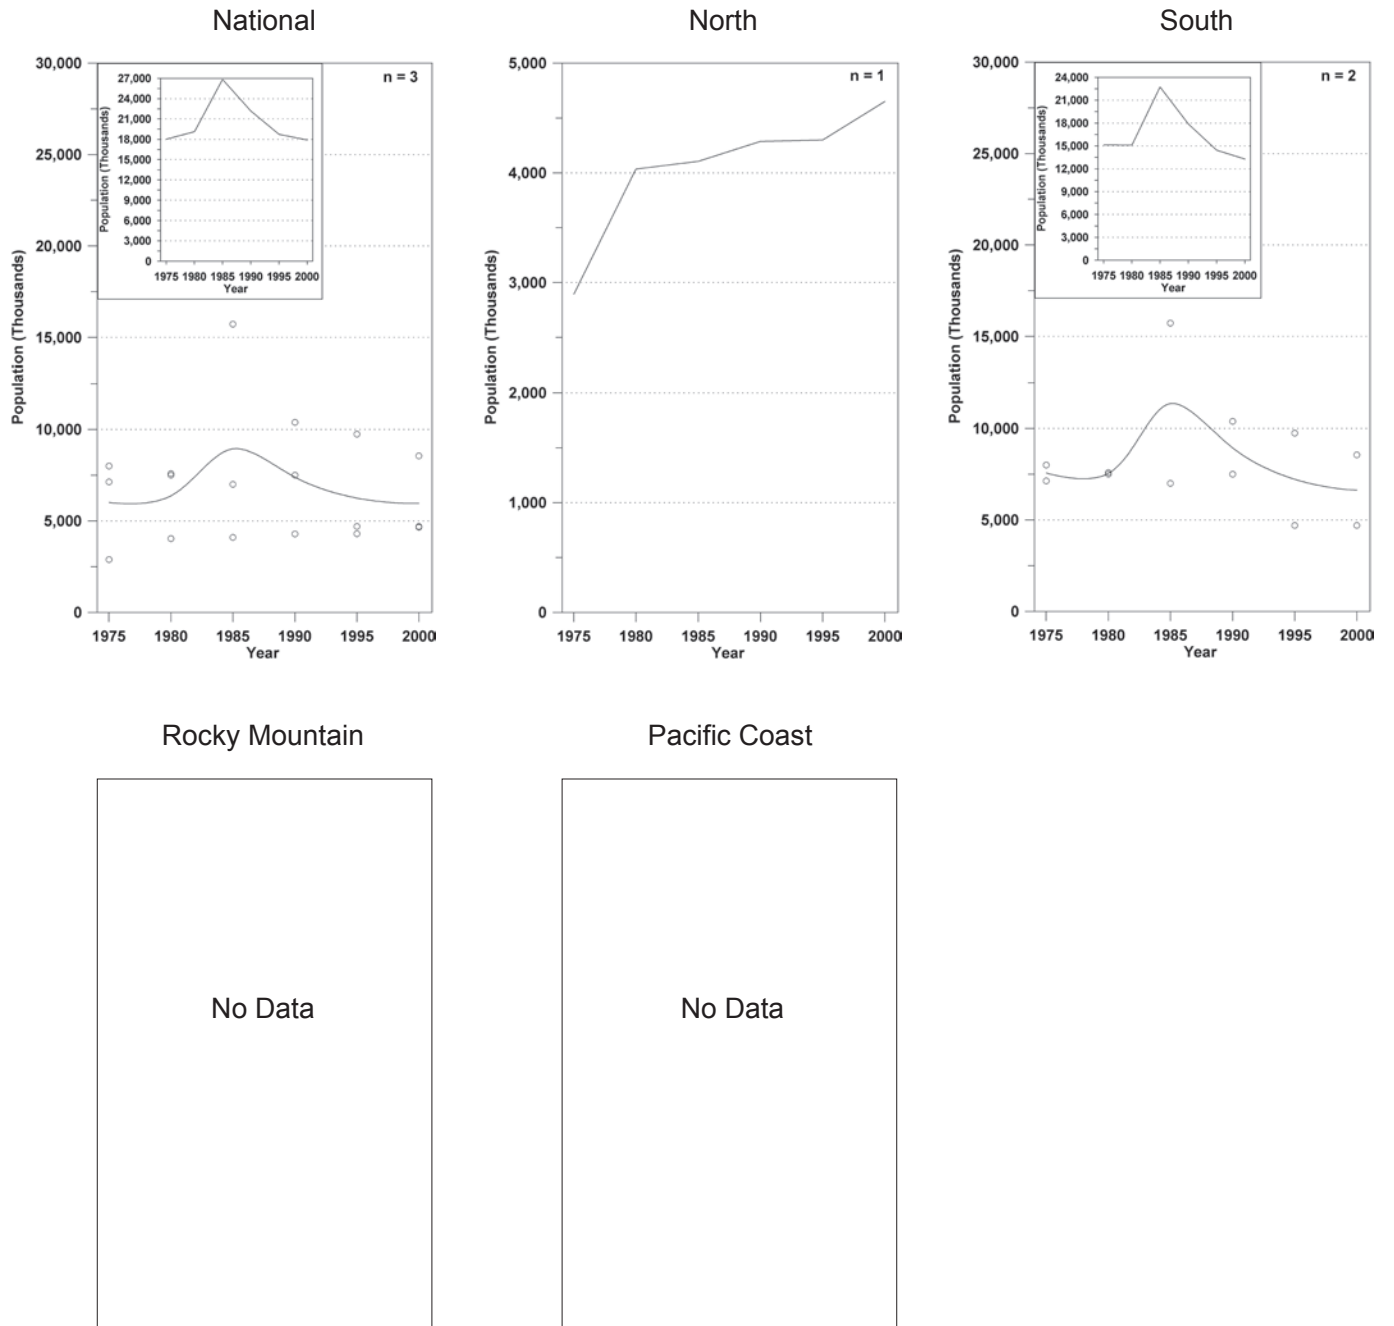 National
North
South
30,000
25,000
20,000
15,000
10,000
5,000
0
Population (Thousands)
1975 1980 1985 1990 1995 2000
Year
n = 3
27,000
24,000
21,000
18,000
15,000
12,000
9,000
6,000
3,000
0
Population (Thousands)
1975 1980 1985 1990 1995 2000
Year
5,000
4,000
3,000
2,000
1,000
0
Population (Thousands)
1975 1980 1985 1990 1995 2000
Year
n = 1
30,000
25,000
20,000
15,000
10,000
5,000
0
Population (Thousands)
1975 1980 1985 1990 1995 2000
Year
n = 2
24,000
21,000
18,000
15,000
12,000
9,000
6,000
3,000
0
Population (Thousands)
1975 1980 1985 1990 1995 2000
Year
Rocky Mountain
Pacific Coast
No Data
No Data